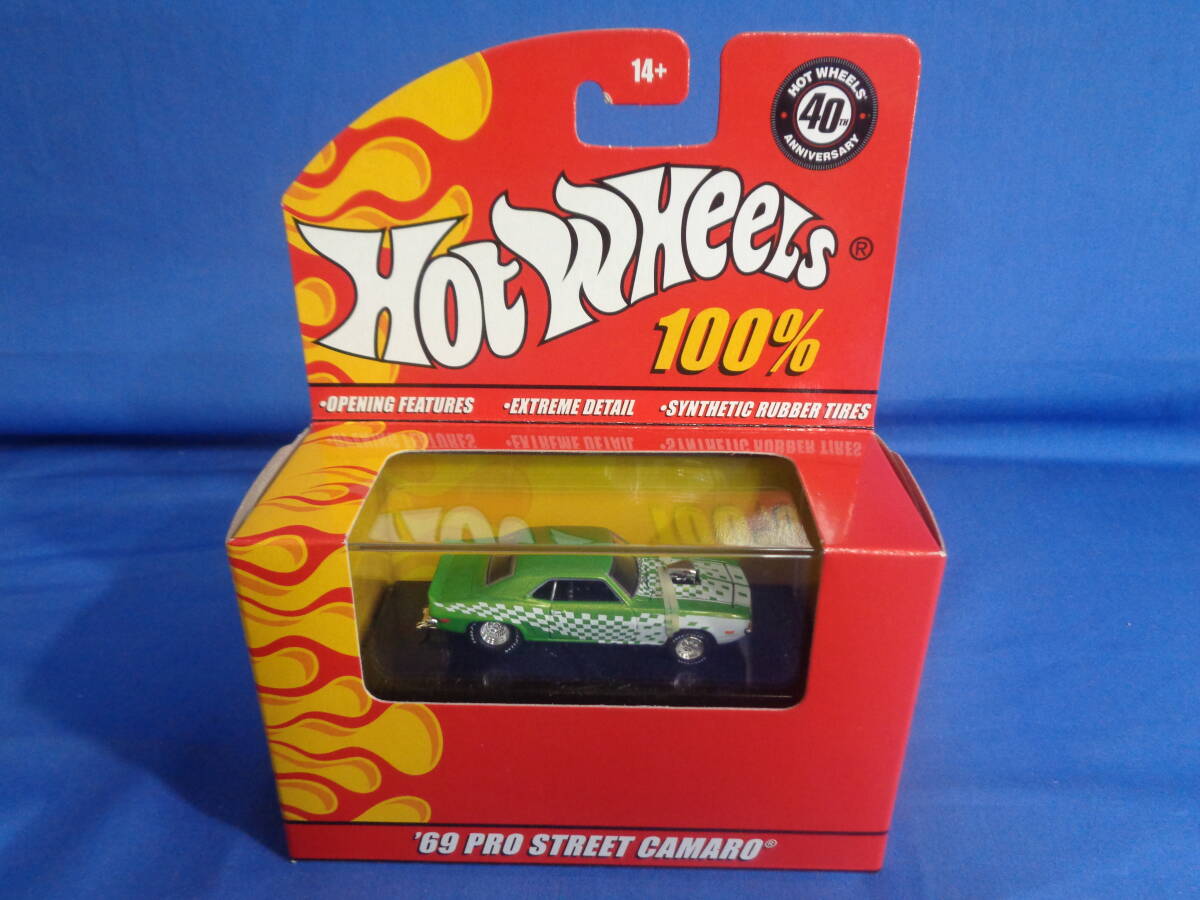 14+
HOT WHEELS®
40TH
ANNIVERSARY
HOT WHEELS®
100%
•OPENING FEATURES •EXTREME DETAIL •SYNTHETIC RUBBER TIRES
'69 PRO STREET CAMARO®